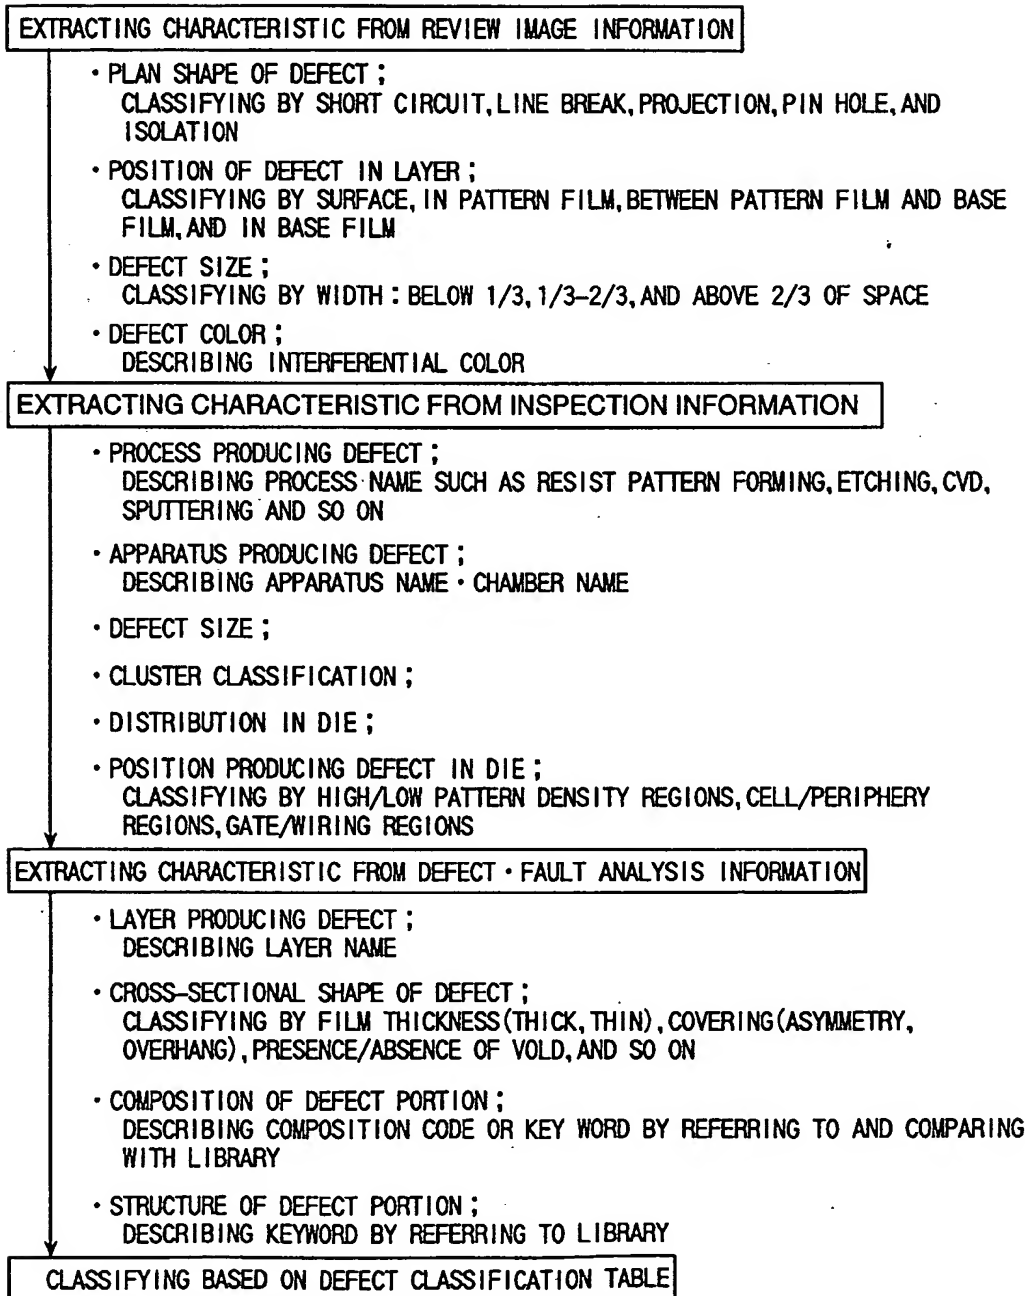 EXTRACTING CHARACTERISTIC FROM REVIEW IMAGE INFORMATION
・PLAN SHAPE OF DEFECT;
CLASSIFYING BY SHORT CIRCUIT, LINE BREAK, PROJECTION, PIN HOLE, AND
ISOLATION
・POSITION OF DEFECT IN LAYER;
CLASSIFYING BY SURFACE, IN PATTERN FILM, BETWEEN PATTERN FILM AND BASE
FILM, AND IN BASE FILM
・DEFECT SIZE;
CLASSIFYING BY WIDTH: BELOW 1/3, 1/3-2/3, AND ABOVE 2/3 OF SPACE
・DEFECT COLOR;
DESCRIBING INTERFERENTIAL COLOR
EXTRACTING CHARACTERISTIC FROM INSPECTION INFORMATION
・PROCESS PRODUCING DEFECT;
DESCRIBING PROCESS NAME SUCH AS RESIST PATTERN FORMING, ETCHING, CVD,
SPUTTERING AND SO ON
・APPARATUS PRODUCING DEFECT;
DESCRIBING APPARATUS NAME・CHAMBER NAME
・DEFECT SIZE;
・CLUSTER CLASSIFICATION;
・DISTRIBUTION IN DIE;
・POSITION PRODUCING DEFECT IN DIE;
CLASSIFYING BY HIGH/LOW PATTERN DENSITY REGIONS, CELL/PERIPHERY
REGIONS, GATE/WIRING REGIONS
EXTRACTING CHARACTERISTIC FROM DEFECT・FAULT ANALYSIS INFORMATION
・LAYER PRODUCING DEFECT;
DESCRIBING LAYER NAME
・CROSS-SECTIONAL SHAPE OF DEFECT;
CLASSIFYING BY FILM THICKNESS(THICK, THIN), COVERING(ASYMMETRY,
OVERHANG), PRESENCE/ABSENCE OF VOLD, AND SO ON
・COMPOSITION OF DEFECT PORTION;
DESCRIBING COMPOSITION CODE OR KEY WORD BY REFERRING TO AND COMPARING
WITH LIBRARY
・STRUCTURE OF DEFECT PORTION;
DESCRIBING KEYWORD BY REFERRING TO LIBRARY
CLASSIFYING BASED ON DEFECT CLASSIFICATION TABLE